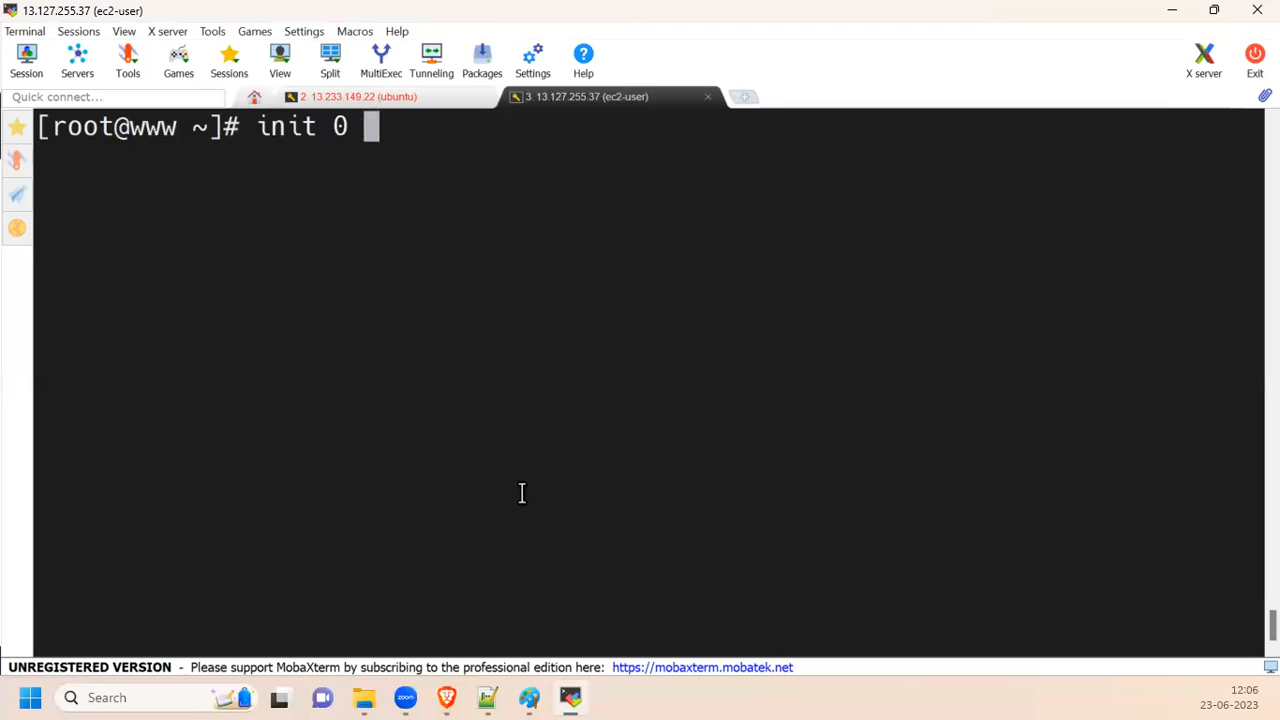 13.127.255.37 (ec2-user)
Terminal Sessions View X server Tools Games Settings Macros Help
Session Servers Tools Games Sessions View Split MultiExec Tunneling Packages Settings Help X server Exit
Quick connect... 2. 13.233.149.22 (ubuntu) 3. 13.127.255.37 (ec2-user)
[root@www ~]# init 0
UNREGISTERED VERSION - Please support MobaXterm by subscribing to the professional edition here: https://mobaxterm.mobatek.net
Search zoom 12:06
23-06-2023